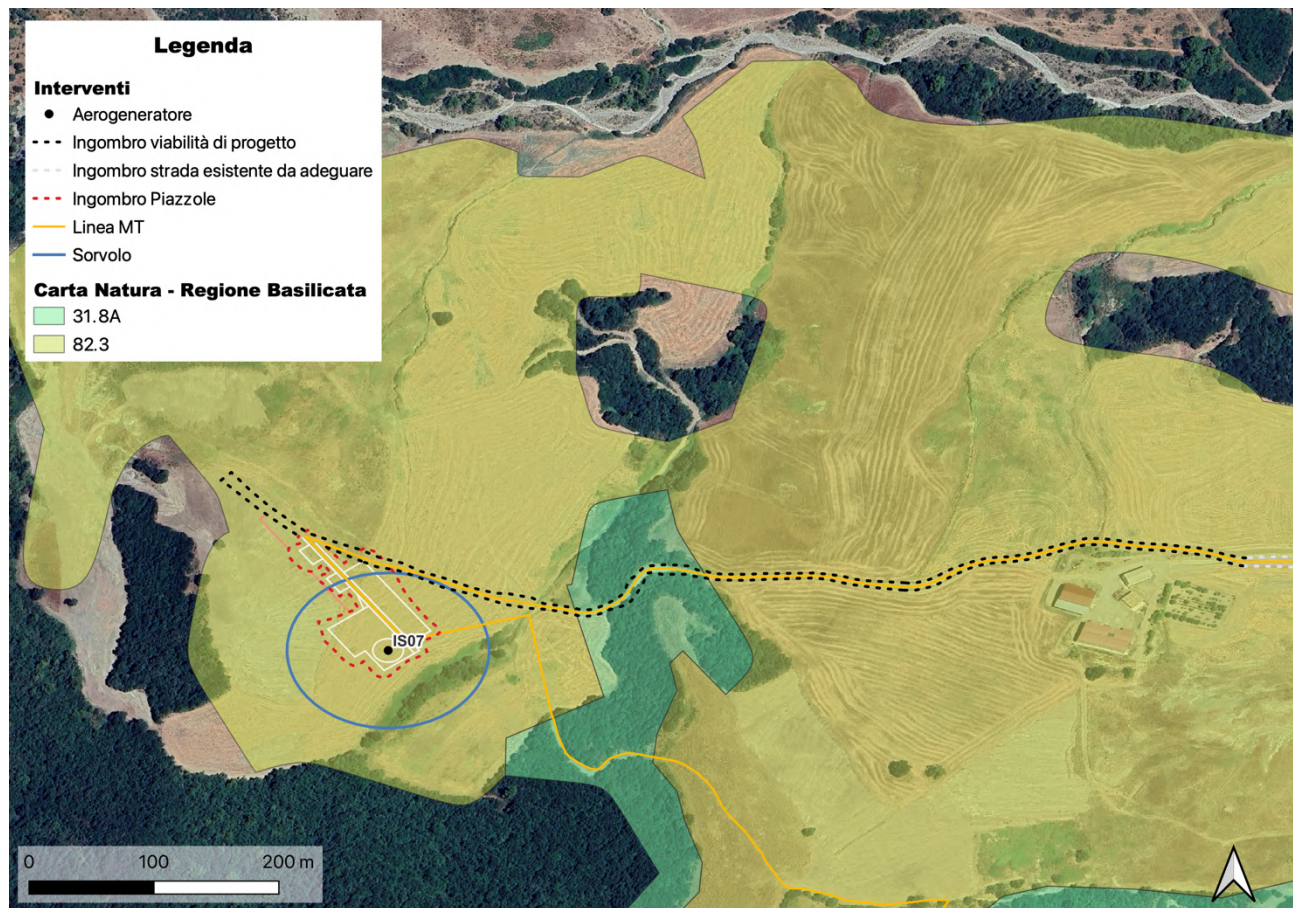 Legenda
Interventi
Aerogeneratore
Ingombro viabilità di progetto
Ingombro strada esistente da adeguare
Ingombro Piazzole
Linea MT
Sorvolo
Carta Natura - Regione Basilicata
31.8A
82.3
IS07
0 100 200 m